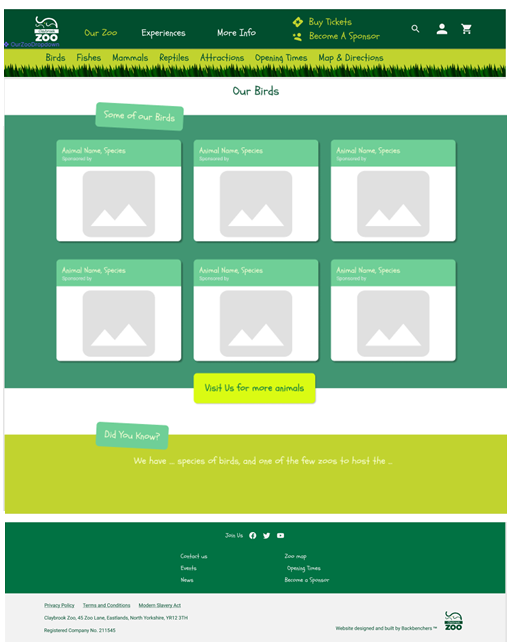 Claybrook
ZOO
Our Zoo
Experiences
More Info
Buy Tickets
Become A Sponsor
OurZooDropdown
Birds Fishes Mammals Reptiles Attractions Opening Times Map & Directions
Our Birds
Some of our Birds
Animal Name, Species
Sponsored by
Animal Name, Species
Sponsored by
Animal Name, Species
Sponsored by
Animal Name, Species
Sponsored by
Animal Name, Species
Sponsored by
Animal Name, Species
Sponsored by
Visit Us for more animals
Did You Know?
We have ... species of birds, and one of the few zoos to host the ...
Join Us
Contact us
Zoo map
Events
Opening Times
News
Become a Sponsor
Privacy Policy Terms and Conditions Modern Slavery Act
Claybrook Zoo, 45 Zoo Lane, Eastlands, North Yorkshire, YR12 3TH
Registered Company No. 211545
Website designed and built by Backbenchers ™
Claybrook
ZOO